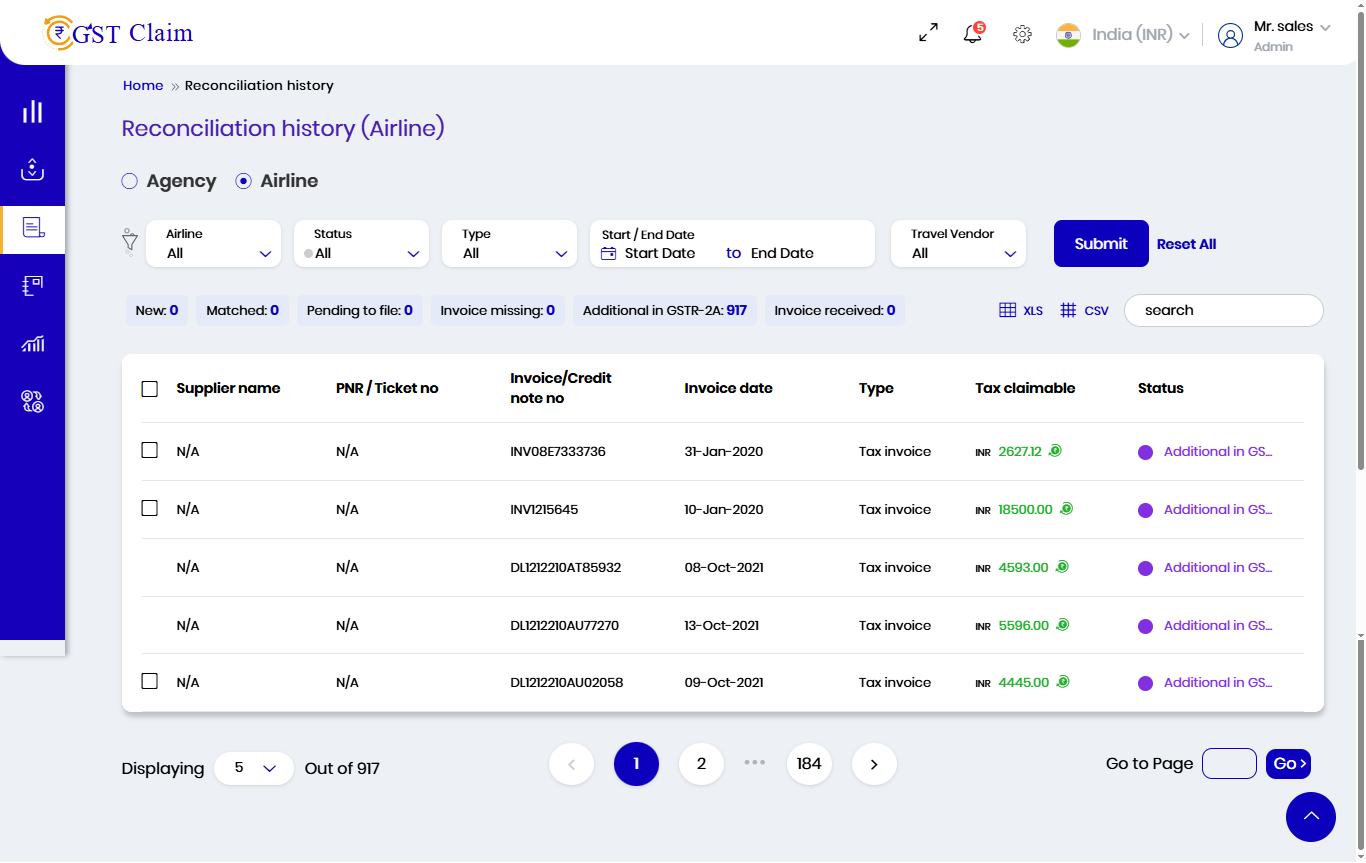 GST Claim
5
India (INR)
Mr. sales
Admin
Home » Reconciliation history
Reconciliation history (Airline)
Agency
Airline
Airline
All
Status
All
Type
All
Start / End Date
Start Date to End Date
Travel Vendor
All
Submit
Reset All
New: 0
Matched: 0
Pending to file: 0
Invoice missing: 0
Additional in GSTR-2A: 917
Invoice received: 0
XLS
CSV
search
Supplier name PNR / Ticket no Invoice/Credit note no Invoice date Type Tax claimable Status
N/A N/A INV08E7333736 31-Jan-2020 Tax invoice INR 2627.12 Additional in GS...
N/A N/A INV1215645 10-Jan-2020 Tax invoice INR 18500.00 Additional in GS...
N/A N/A DL1212210AT85932 08-Oct-2021 Tax invoice INR 4593.00 Additional in GS...
N/A N/A DL1212210AU77270 13-Oct-2021 Tax invoice INR 5596.00 Additional in GS...
N/A N/A DL1212210AU02058 09-Oct-2021 Tax invoice INR 4445.00 Additional in GS...
Displaying 5 Out of 917
< 1 2 ... 184 >
Go to Page
Go >